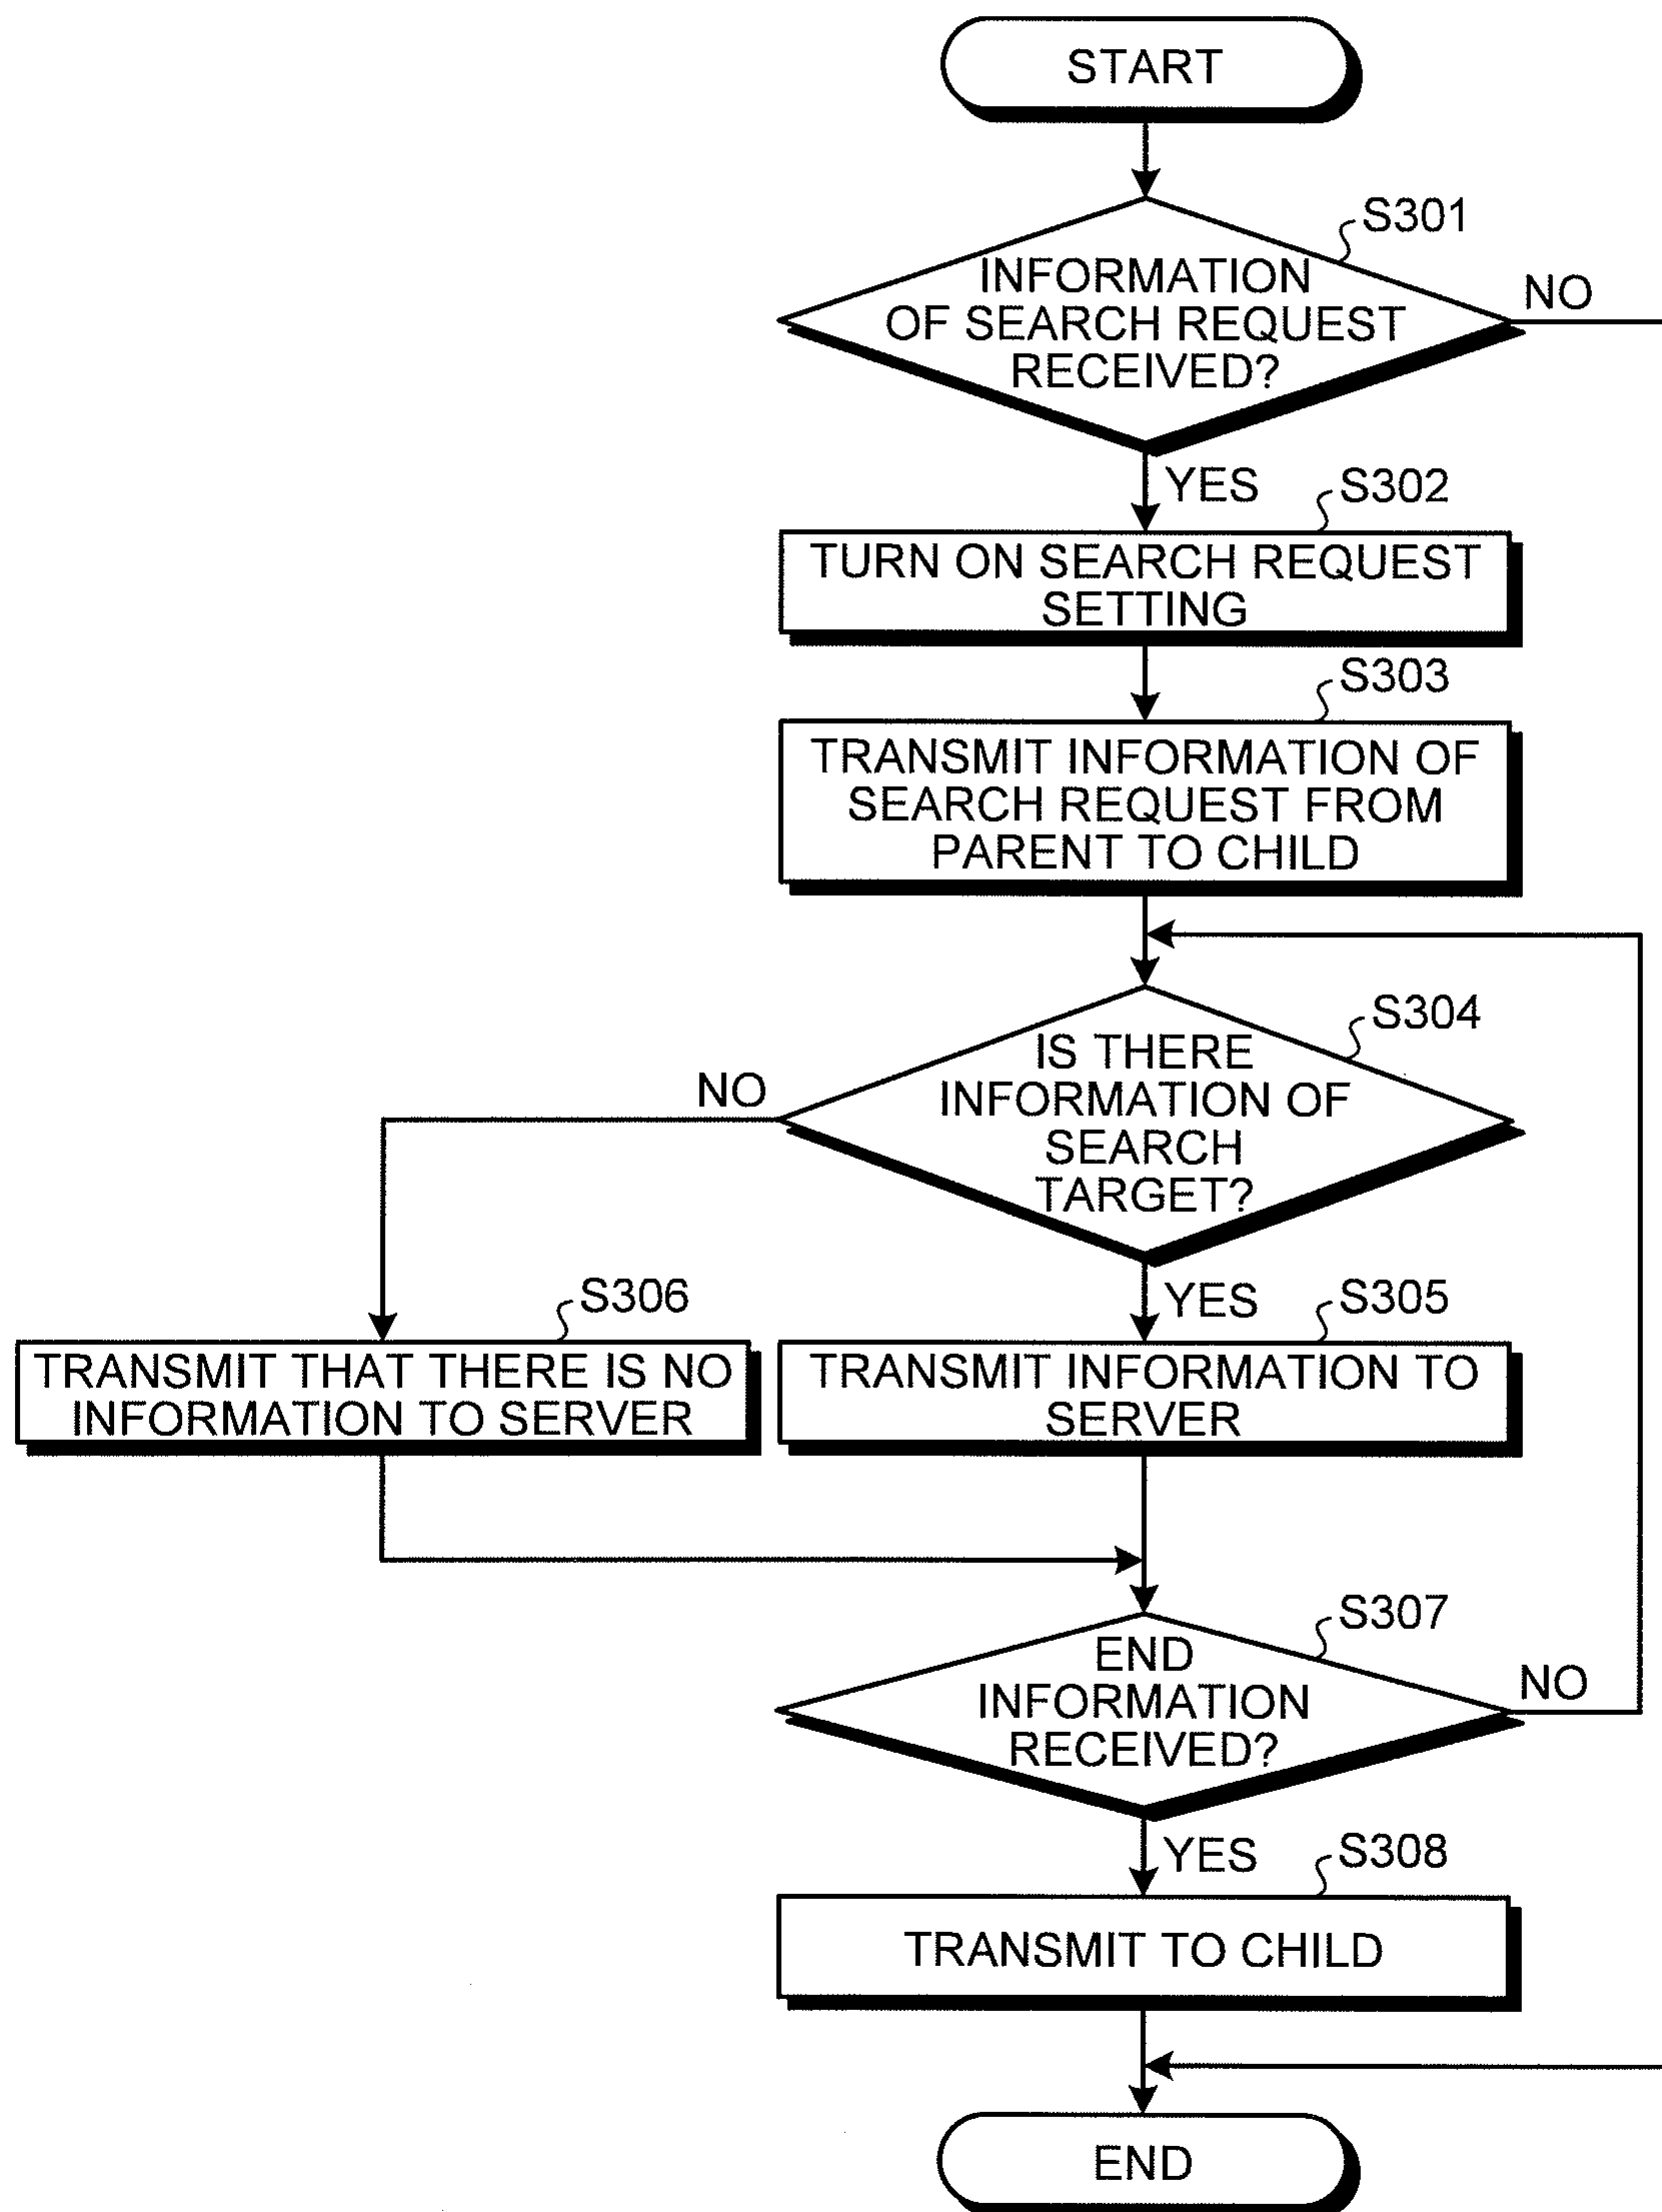 START
S301
INFORMATION
OF SEARCH REQUEST
RECEIVED?
NO
YES
S302
TURN ON SEARCH REQUEST
SETTING
S303
TRANSMIT INFORMATION OF
SEARCH REQUEST FROM
PARENT TO CHILD
S304
IS THERE
INFORMATION OF
SEARCH
TARGET?
NO
YES
S306
TRANSMIT THAT THERE IS NO
INFORMATION TO SERVER
S305
TRANSMIT INFORMATION TO
SERVER
S307
END
INFORMATION
RECEIVED?
NO
YES
S308
TRANSMIT TO CHILD
END